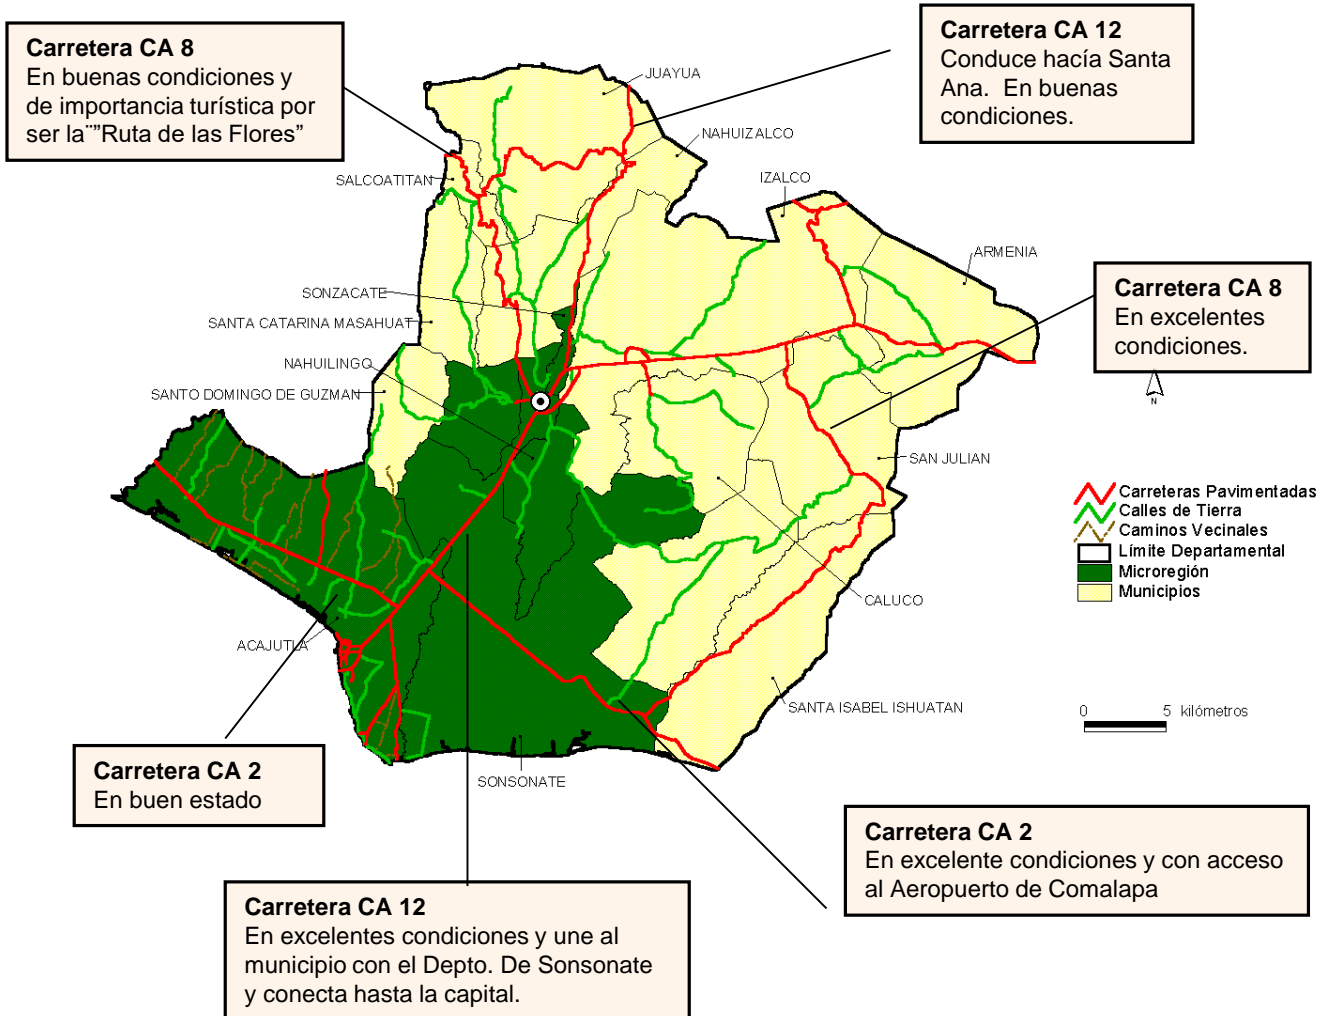 Carretera CA 8
En buenas condiciones y
de importancia turística por
ser la¨”Ruta de las Flores”
Carretera CA 12
Conduce hacía Santa
Ana.  En buenas
condiciones.
JUAYUA
NAHUIZALCO
SALCOATITAN
IZALCO
ARMENIA
Carretera CA 8
En excelentes
condiciones.
SONZACATE
SANTA CATARINA MASAHUAT
NAHUILINGO
SANTO DOMINGO DE GUZMAN
N
SAN JULIAN
Carreteras Pavimentadas
Calles de Tierra
Caminos Vecinales
Límite Departamental
Microregión
Municipios
CALUCO
ACAJUTLA
SANTA ISABEL ISHUATAN
0 5 kilómetros
SONSONATE
Carretera CA 2
En buen estado
Carretera CA 2
En excelente condiciones y con acceso
al Aeropuerto de Comalapa
Carretera CA 12
En excelentes condiciones y une al
municipio con el Depto. De Sonsonate
y conecta hasta la capital.